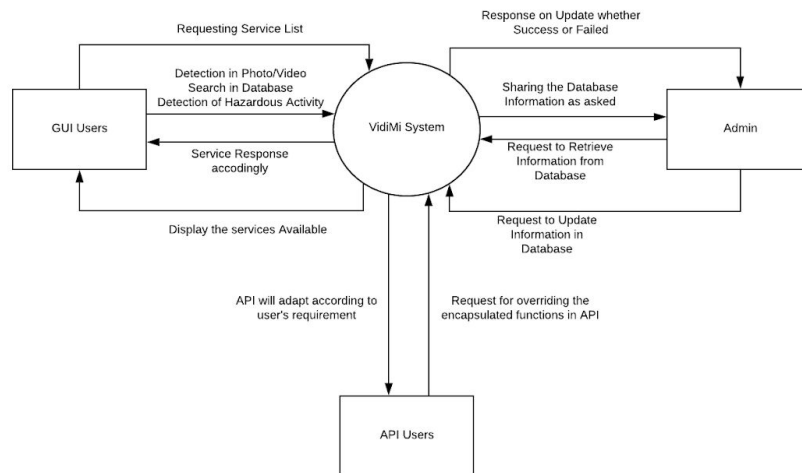 Requesting Service List
Response on Update whether
Success or Failed
Detection in Photo/Video
Search in Database
Detection of Hazardous Activity
Sharing the Database
Information as asked
GUI Users
VidiMi System
Admin
Service Response
accodingly
Request to Retrieve
Information from
Database
Display the services Available
Request to Update
Information in
Database
API will adapt according to
user's requirement
Request for overriding the
encapsulated functions in API
API Users